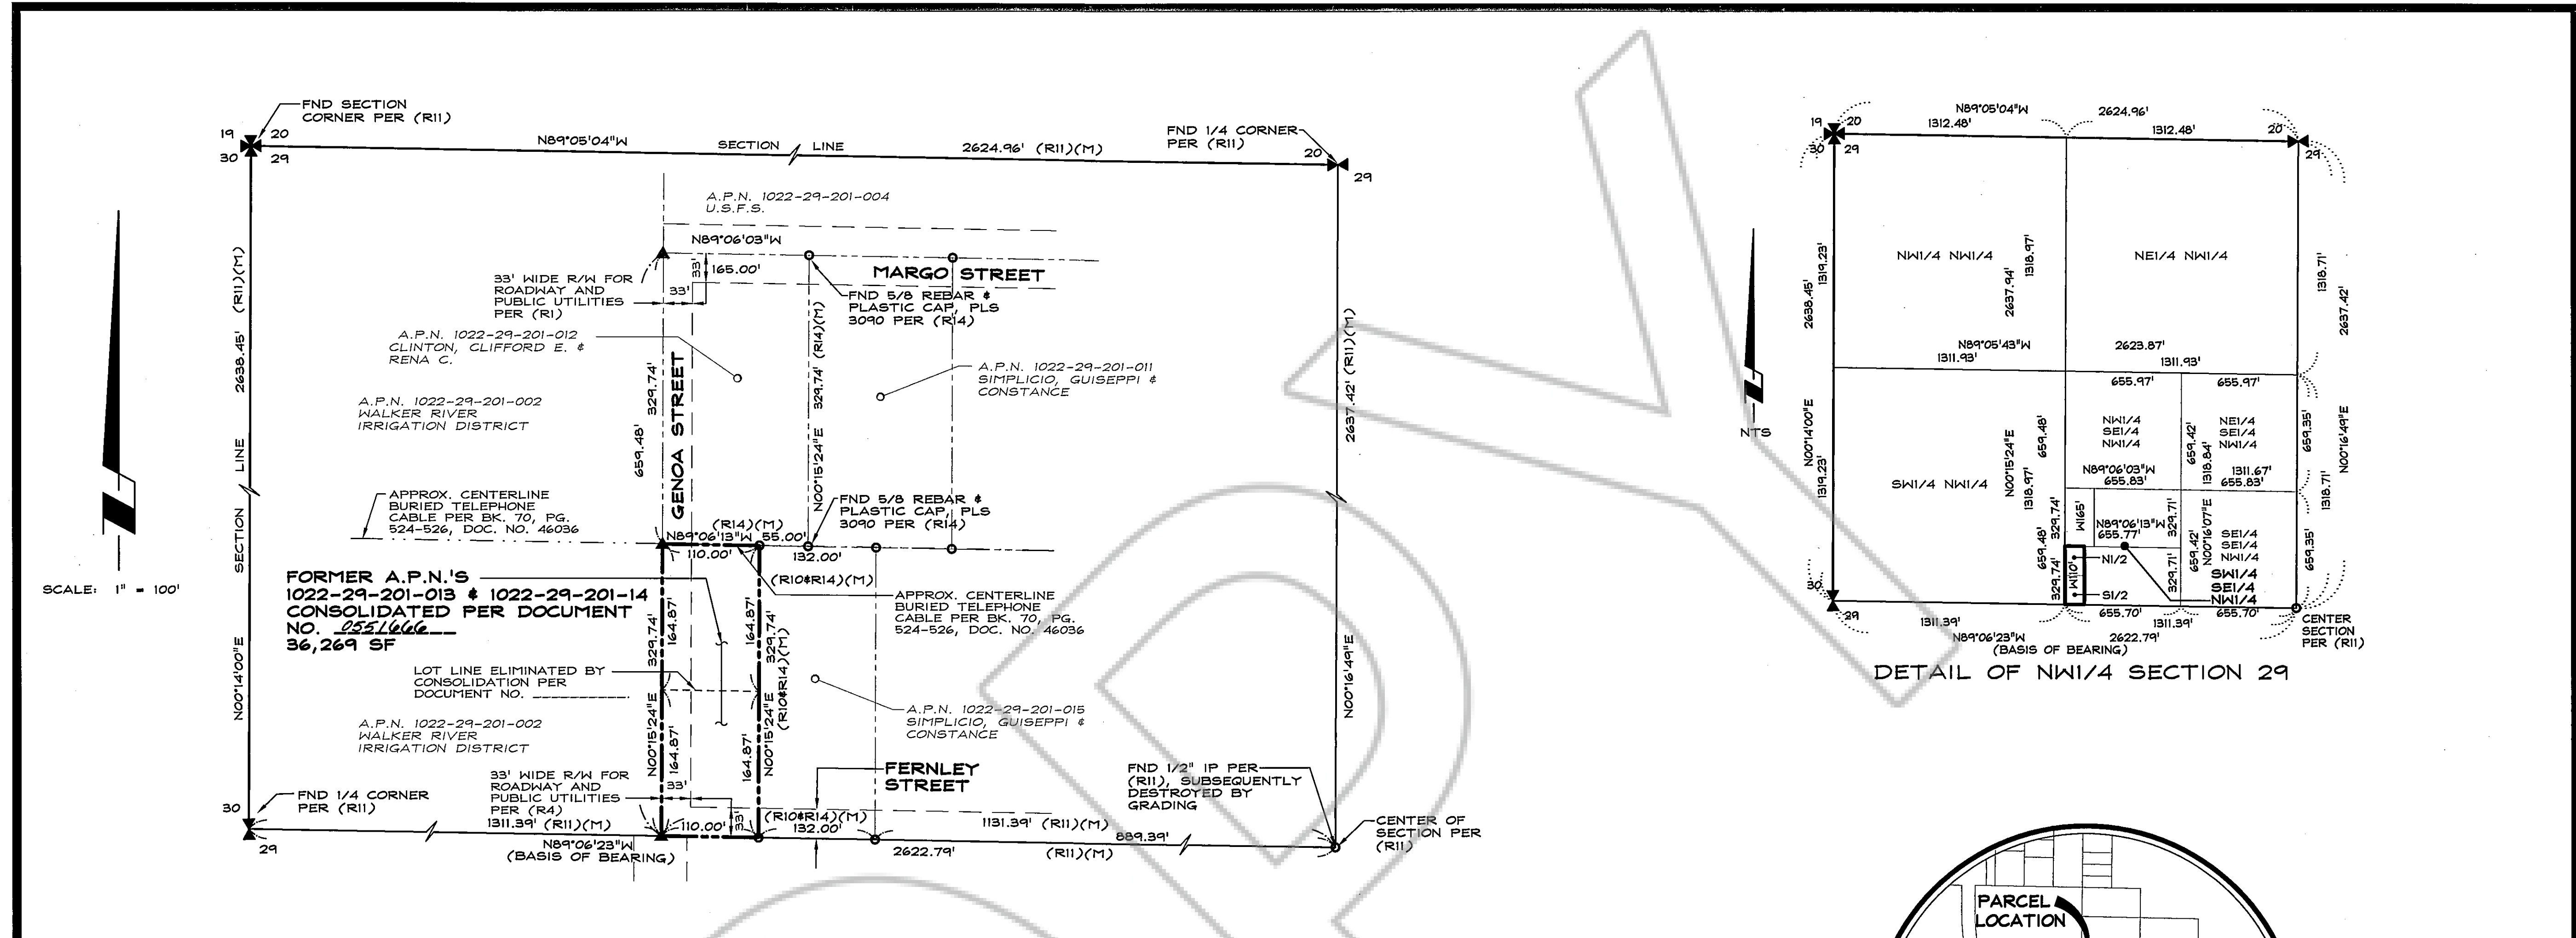 FND SECTION
CORNER PER (R11)
19 20
30 29
N89°05'04"W
SECTION LINE
2624.96' (R11)(M)
FND 1/4 CORNER
PER (R11)
20
29
A.P.N. 1022-29-201-004
U.S.F.S.
N89°06'03"W
165.00'
33'
33'
MARGO STREET
33' WIDE R/W FOR
ROADWAY AND
PUBLIC UTILITIES
PER (R1)
FND 5/8 REBAR &
PLASTIC CAP, PLS
3090 PER (R14)
2638.45' (R11)(M)
A.P.N. 1022-29-201-012
CLINTON, CLIFFORD E. &
RENA C.
329.74'
659.48'
GENOA STREET
N00°15'24"E 329.74' (R14)(M)
A.P.N. 1022-29-201-011
SIMPLICIO, GUISEPPI &
CONSTANCE
2637.42' (R11)(M)
A.P.N. 1022-29-201-002
WALKER RIVER
IRRIGATION DISTRICT
SECTION LINE
APPROX. CENTERLINE
BURIED TELEPHONE
CABLE PER BK. 70, PG.
524-526, DOC. NO. 46036
FND 5/8 REBAR &
PLASTIC CAP, PLS
3090 PER (R14)
(R14)(M)
N89°06'13"W 55.00'
110.00'
132.00'
(R10&R14)(M)
SCALE: 1" = 100'
FORMER A.P.N.'S
1022-29-201-013 & 1022-29-201-14
CONSOLIDATED PER DOCUMENT
NO. 0551666
36,269 SF
APPROX. CENTERLINE
BURIED TELEPHONE
CABLE PER BK. 70, PG.
524-526, DOC. NO. 46036
329.74'
164.87'
164.87'
329.74'
(R10&R14)(M)
LOT LINE ELIMINATED BY
CONSOLIDATION PER
DOCUMENT NO.
N00°14'00"E
N00°15'24"E
164.87'
164.87'
N00°15'24"E
N00°16'49"E
A.P.N. 1022-29-201-015
SIMPLICIO, GUISEPPI &
CONSTANCE
A.P.N. 1022-29-201-002
WALKER RIVER
IRRIGATION DISTRICT
33' WIDE R/W FOR
ROADWAY AND
PUBLIC UTILITIES
PER (R4)
33'
33'
FERNLEY
STREET
FND 1/2" IP PER
(R11), SUBSEQUENTLY
DESTROYED BY
GRADING
30
29
FND 1/4 CORNER
PER (R11)
1311.39' (R11)(M)
110.00'
(R10&R14)(M)
132.00'
1131.39' (R11)(M)
889.39'
CENTER OF
SECTION PER
(R11)
N89°06'23"W
(BASIS OF BEARING)
2622.79'
(R11)(M)
N89°05'04"W
2624.96'
19 20
30 29
1312.48'
1312.48'
20
29
NW1/4 NW1/4
NE1/4 NW1/4
2638.45'
1319.23'
2637.94'
1318.97'
1318.71'
2637.42'
N89°05'43"W
2623.87'
1311.93'
1311.93'
655.97'
655.97'
NTS
N00°14'00"E
1319.23'
SW1/4 NW1/4
N00°15'24"E
1318.97'
659.48'
NW1/4
SE1/4
NW1/4
659.42'
1318.84'
NE1/4
SE1/4
NW1/4
659.35'
N00°16'49"E
N89°06'03"W
655.83'
1311.67'
655.83'
1318.71'
659.48'
329.74'
W165'
N89°06'13"W
655.77'
329.71'
659.42'
N00°16'07"E
SE1/4
SE1/4
NW1/4
659.35'
329.74'
W110'
N1/2
S1/2
329.71'
SW1/4
SE1/4
NW1/4
30
29
1311.39'
655.70'
1311.39'
655.70'
N89°06'23"W
(BASIS OF BEARING)
2622.79'
CENTER
SECTION
PER (R11)
DETAIL OF NW1/4 SECTION 29
PARCEL
LOCATION